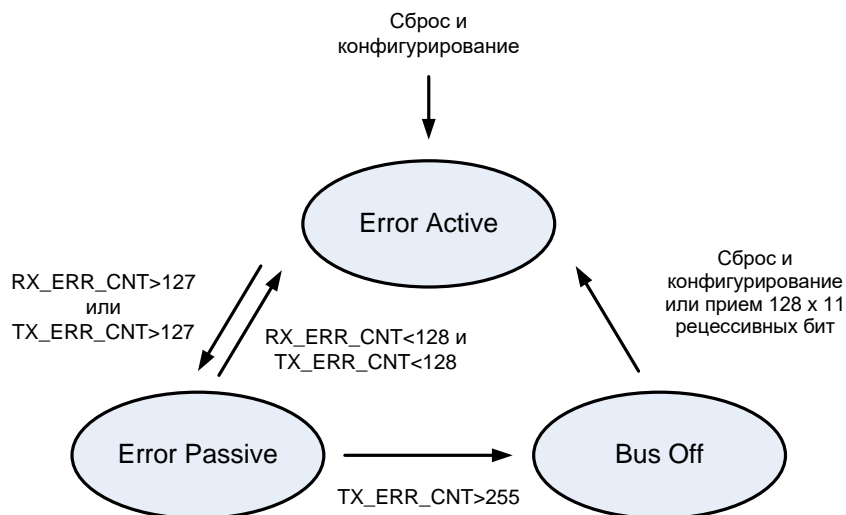 Сброс и
конфигурирование
Error Active
RX_ERR_CNT>127
или
TX_ERR_CNT>127
RX_ERR_CNT<128 и
TX_ERR_CNT<128
Сброс и
конфигурирование
или прием 128 x 11
рецессивных бит
Error Passive
TX_ERR_CNT>255
Bus Off